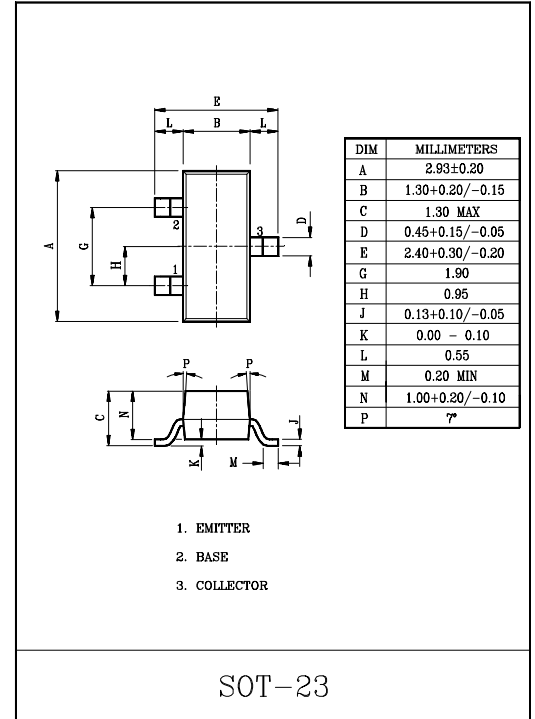 E
L B L
A
G
H
2
1
3
D
DIM MILLIMETERS
A 2.93±0.20
B 1.30+0.20/-0.15
C 1.30 MAX
D 0.45+0.15/-0.05
E 2.40+0.30/-0.20
G 1.90
H 0.95
J 0.13+0.10/-0.05
K 0.00 - 0.10
L 0.55
M 0.20 MIN
N 1.00+0.20/-0.10
P 7°
P P
C
N
K
M
J
1. EMITTER
2. BASE
3. COLLECTOR
SOT-23